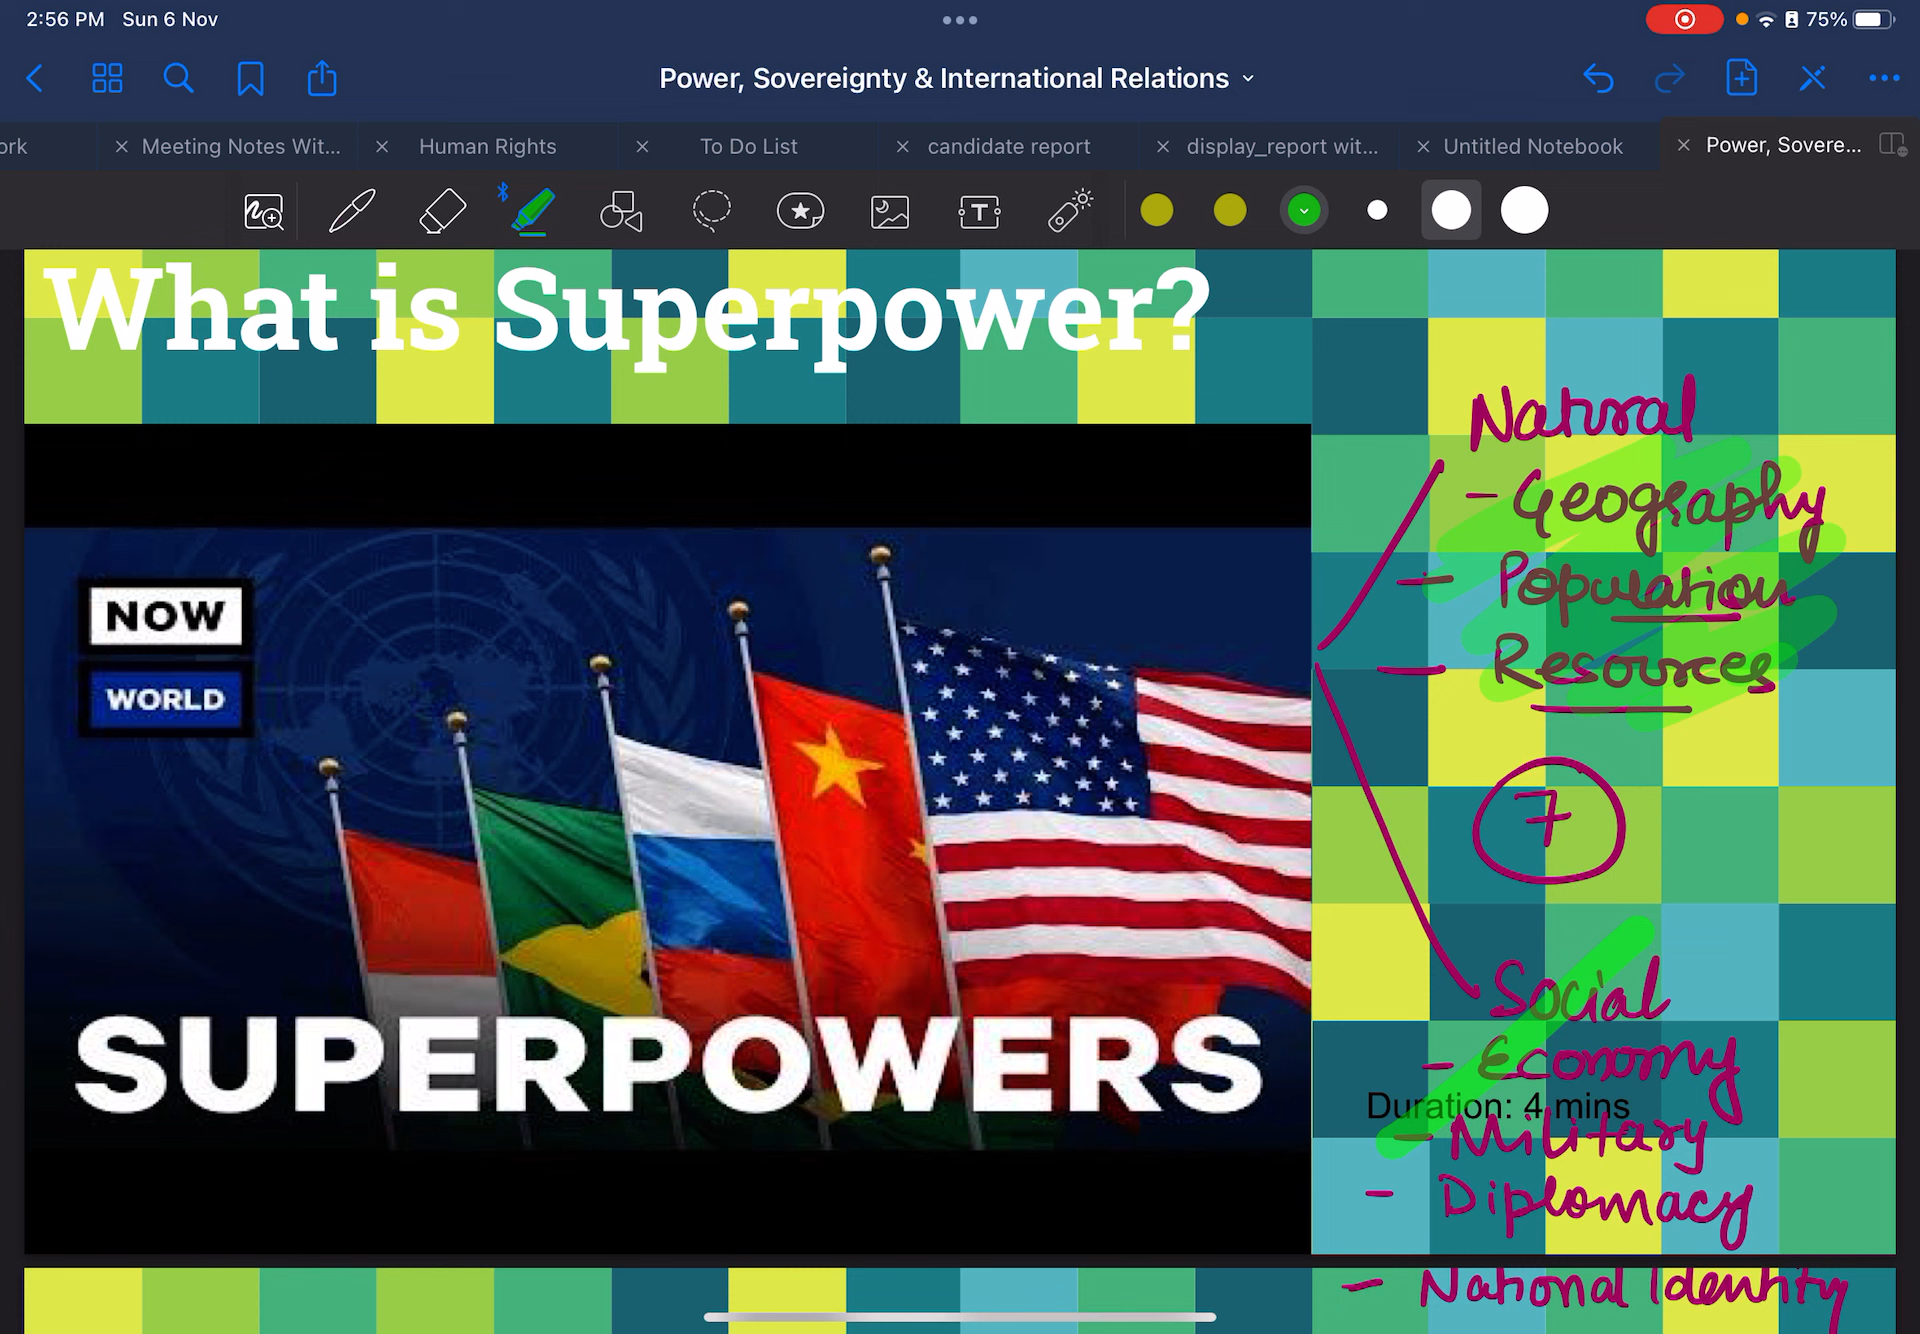 2:56 PM Sun 6 Nov
75%
Power, Sovereignty & International Relations
ork
Meeting Notes Wit...
Human Rights
To Do List
candidate report
display_report wit...
Untitled Notebook
Power, Sovere...
T
What is Superpower?
NOW
WORLD
SUPERPOWERS
Natural
- Geography
- Population
- Resources
7
Social
- Economy
Duration: 4 mins
- Military
- Diplomacy
- National Identity